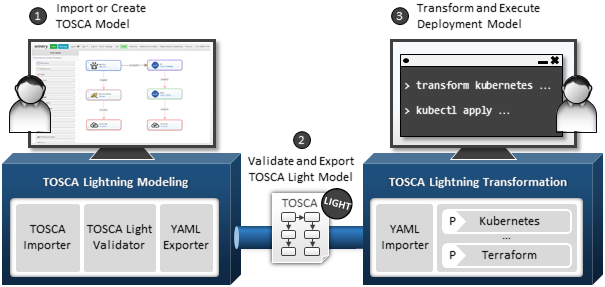 1
Import or Create
TOSCA Model
3
Transform and Execute
Deployment Model
> transform kubernetes ...
> kubectl apply ...
2
Validate and Export
TOSCA Light Model
TOSCA
LIGHT
TOSCA Lightning Modeling
TOSCA
Importer
TOSCA Light
Validator
YAML
Exporter
TOSCA Lightning Transformation
YAML
Importer
P Kubernetes
...
P Terraform